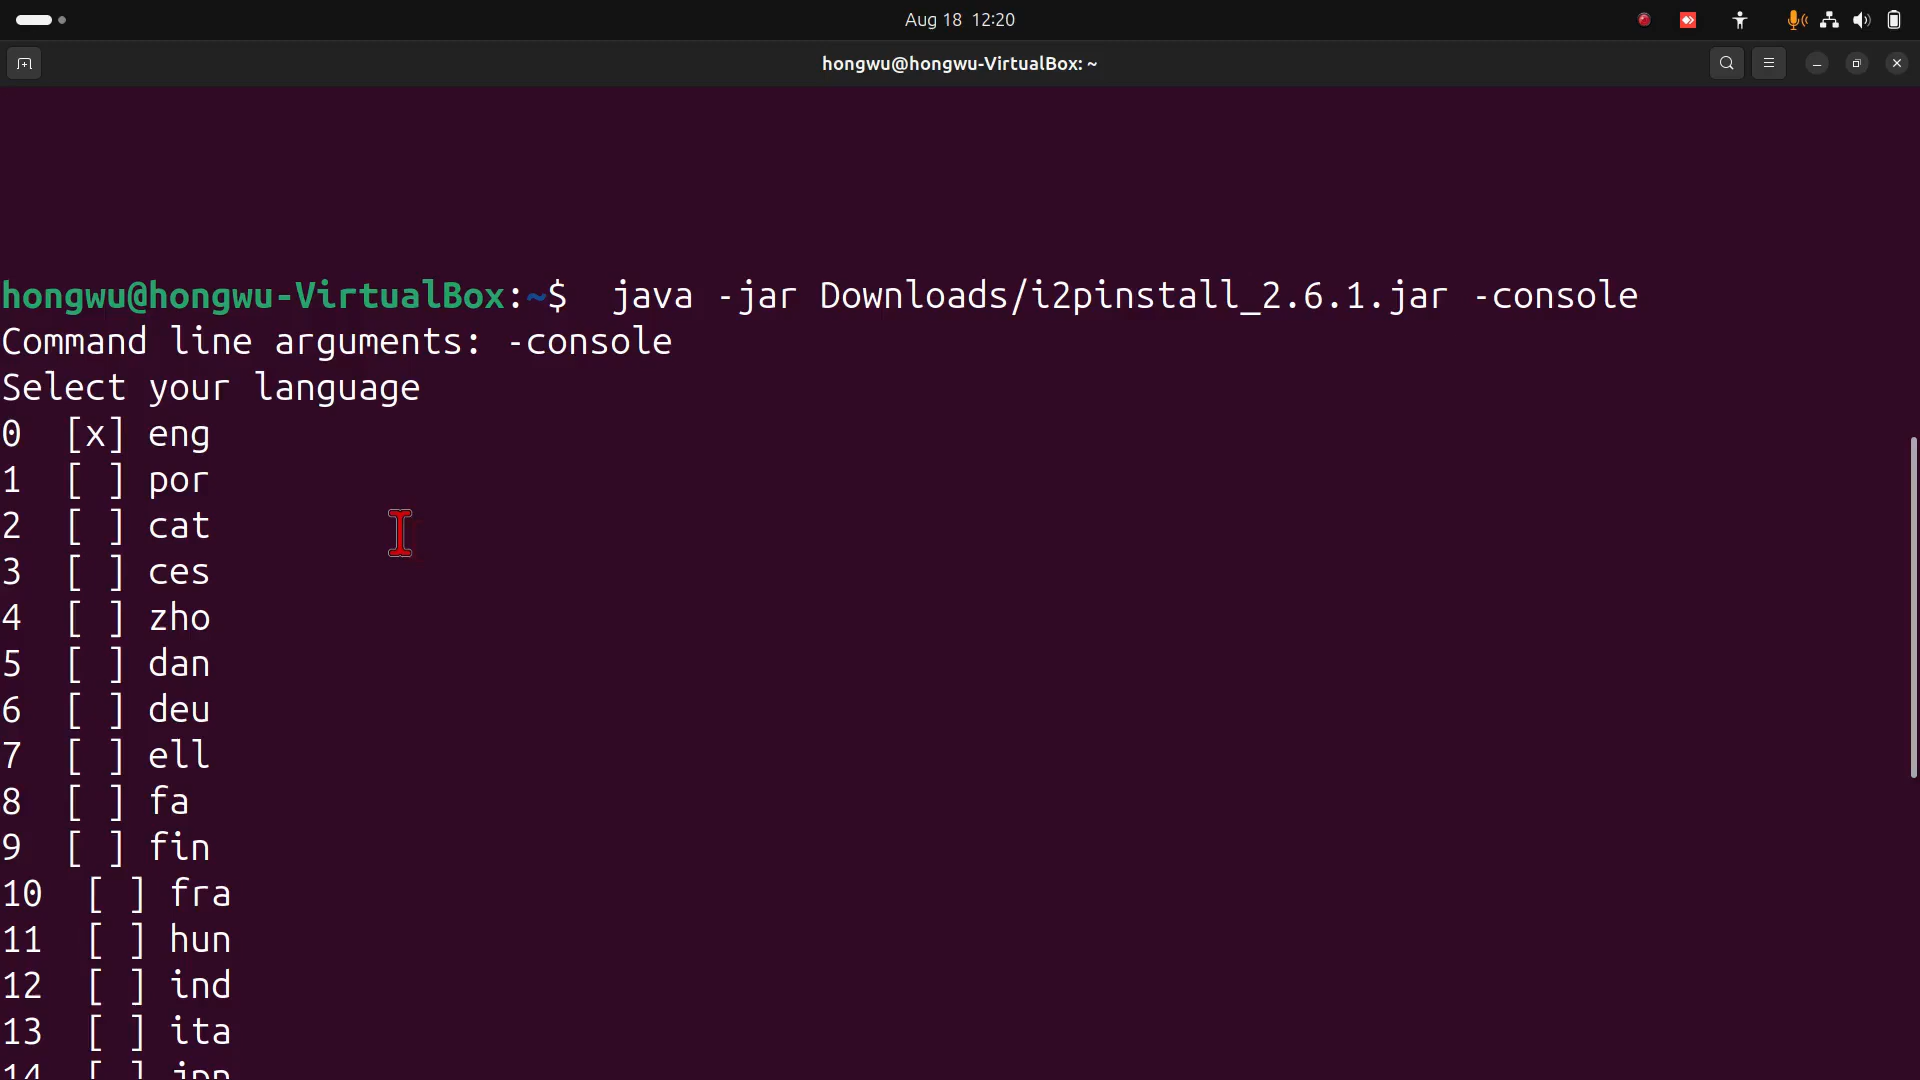 Aug 18 12:20
hongwu@hongwu-VirtualBox: ~
hongwu@hongwu-VirtualBox:~$  java -jar Downloads/i2pinstall_2.6.1.jar -console
Command line arguments: -console
Select your language
0  [x] eng
1  [ ] por
2  [ ] cat
3  [ ] ces
4  [ ] zho
5  [ ] dan
6  [ ] deu
7  [ ] ell
8  [ ] fa
9  [ ] fin
10  [ ] fra
11  [ ] hun
12  [ ] ind
13  [ ] ita
14  [ ] jpn